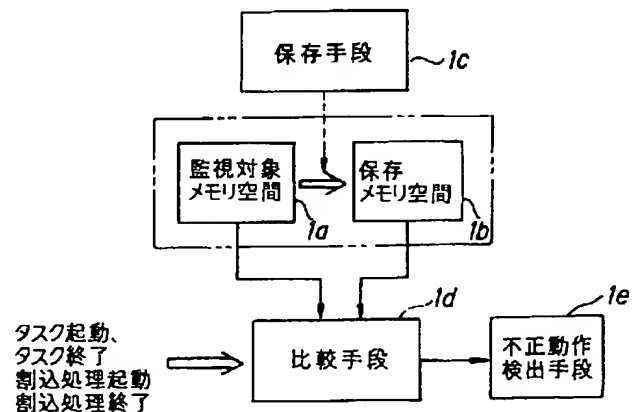 保存手段
1c
監視対象
メモリ空間
1a
保存
メモリ空間
1b
1d
1e
タスク起動、
タスク終了
割込処理起動
割込処理終了
比較手段
不正動作
検出手段